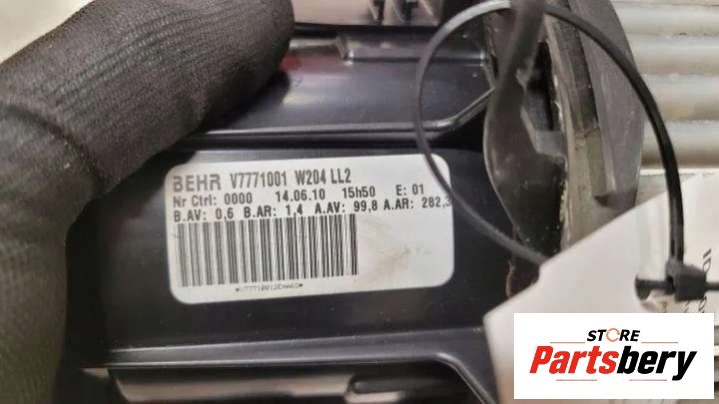 BEHR V7771001 W204 LL2
Nr Ctrl: 0000 14.06.10 15h50 E: 01
B.AV: 0,6 B.AR: 1,4 A.AV: 99,8 A.AR: 282,3
STORE
Partsbery